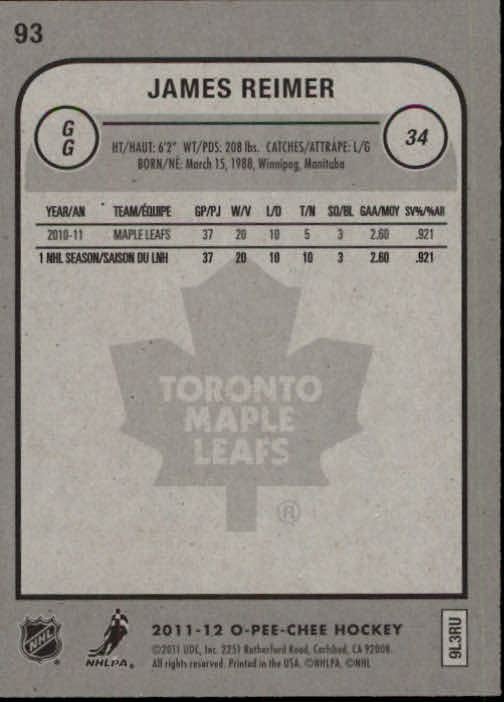 93
JAMES REIMER
G
G
34
HT/HAUT: 6'2" WT/PDS: 208 lbs. CATCHES/ATTRAPE: L/G
BORN/NÉ: March 15, 1988, Winnipeg, Manitoba
YEAR/AN TEAM/ÉQUIPE GP/PJ W/V L/D T/N SO/BL GAA/MOY SV%/%AR
2010-11 MAPLE LEAFS 37 20 10 5 3 2.60 .921
1 NHL SEASON/SAISON DU LNH 37 20 10 10 3 2.60 .921
TORONTO
MAPLE
LEAFS
®
NHL
NHLPA®
2011-12 O-PEE-CHEE HOCKEY
©2011 UDC, Inc. 2251 Rutherford Road, Carlsbad, CA 92008.
All rights reserved. Printed in the USA. ©NHLPA. ©NHL
9L3RU